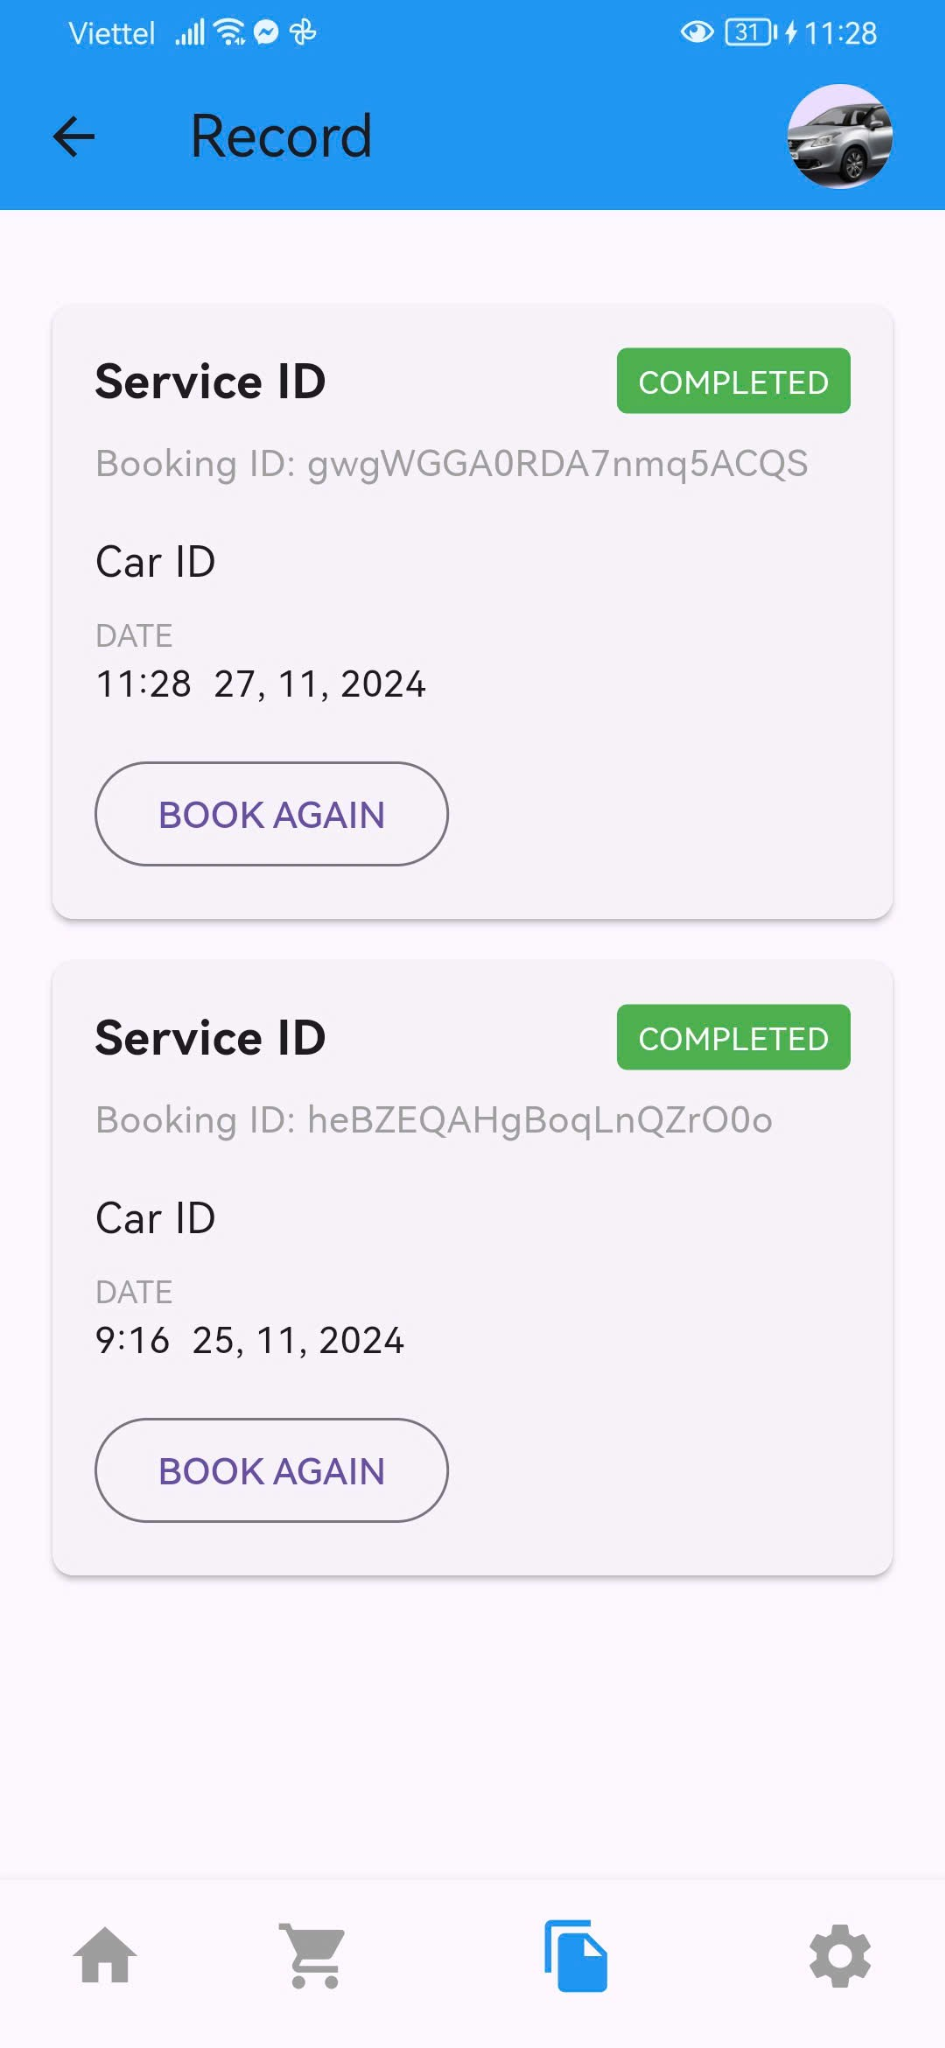 Viettel 31 11:28
Record
Service ID COMPLETED
Booking ID: gwgWGGA0RDA7nmq5ACQS
Car ID
DATE
11:28 27, 11, 2024
BOOK AGAIN
Service ID COMPLETED
Booking ID: heBZEQAHgBoqLnQZrO0o
Car ID
DATE
9:16 25, 11, 2024
BOOK AGAIN